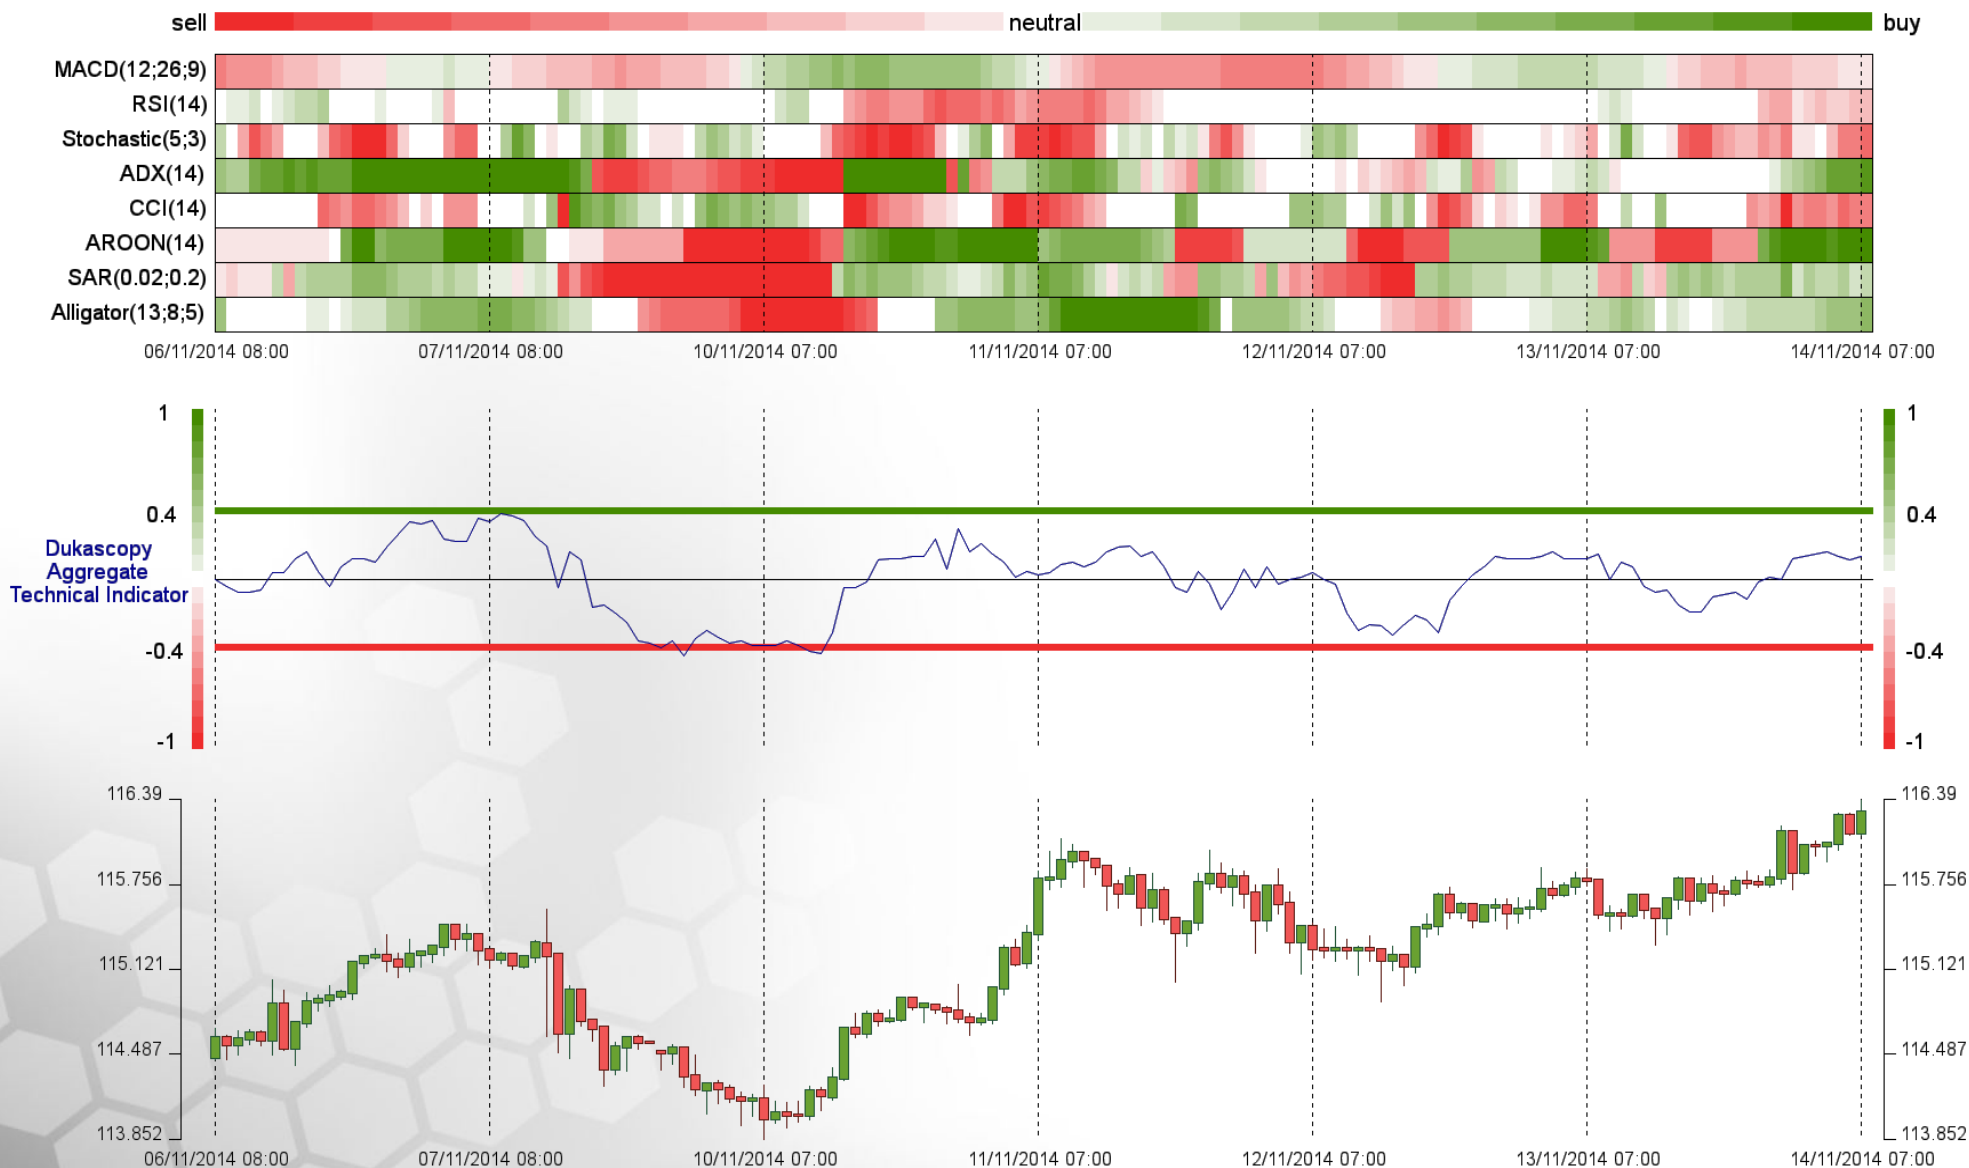 sell neutral buy
MACD(12;26;9)
RSI(14)
Stochastic(5;3)
ADX(14)
CCI(14)
AROON(14)
SAR(0.02;0.2)
Alligator(13;8;5)
06/11/2014 08:00 07/11/2014 08:00 10/11/2014 07:00 11/11/2014 07:00 12/11/2014 07:00 13/11/2014 07:00 14/11/2014 07:00
1 1
0.4 0.4
Dukascopy
Aggregate
Technical Indicator
-0.4 -0.4
-1 -1
116.39 116.39
115.756 115.756
115.121 115.121
114.487 114.487
113.852 113.852
06/11/2014 08:00 07/11/2014 08:00 10/11/2014 07:00 11/11/2014 07:00 12/11/2014 07:00 13/11/2014 07:00 14/11/2014 07:00